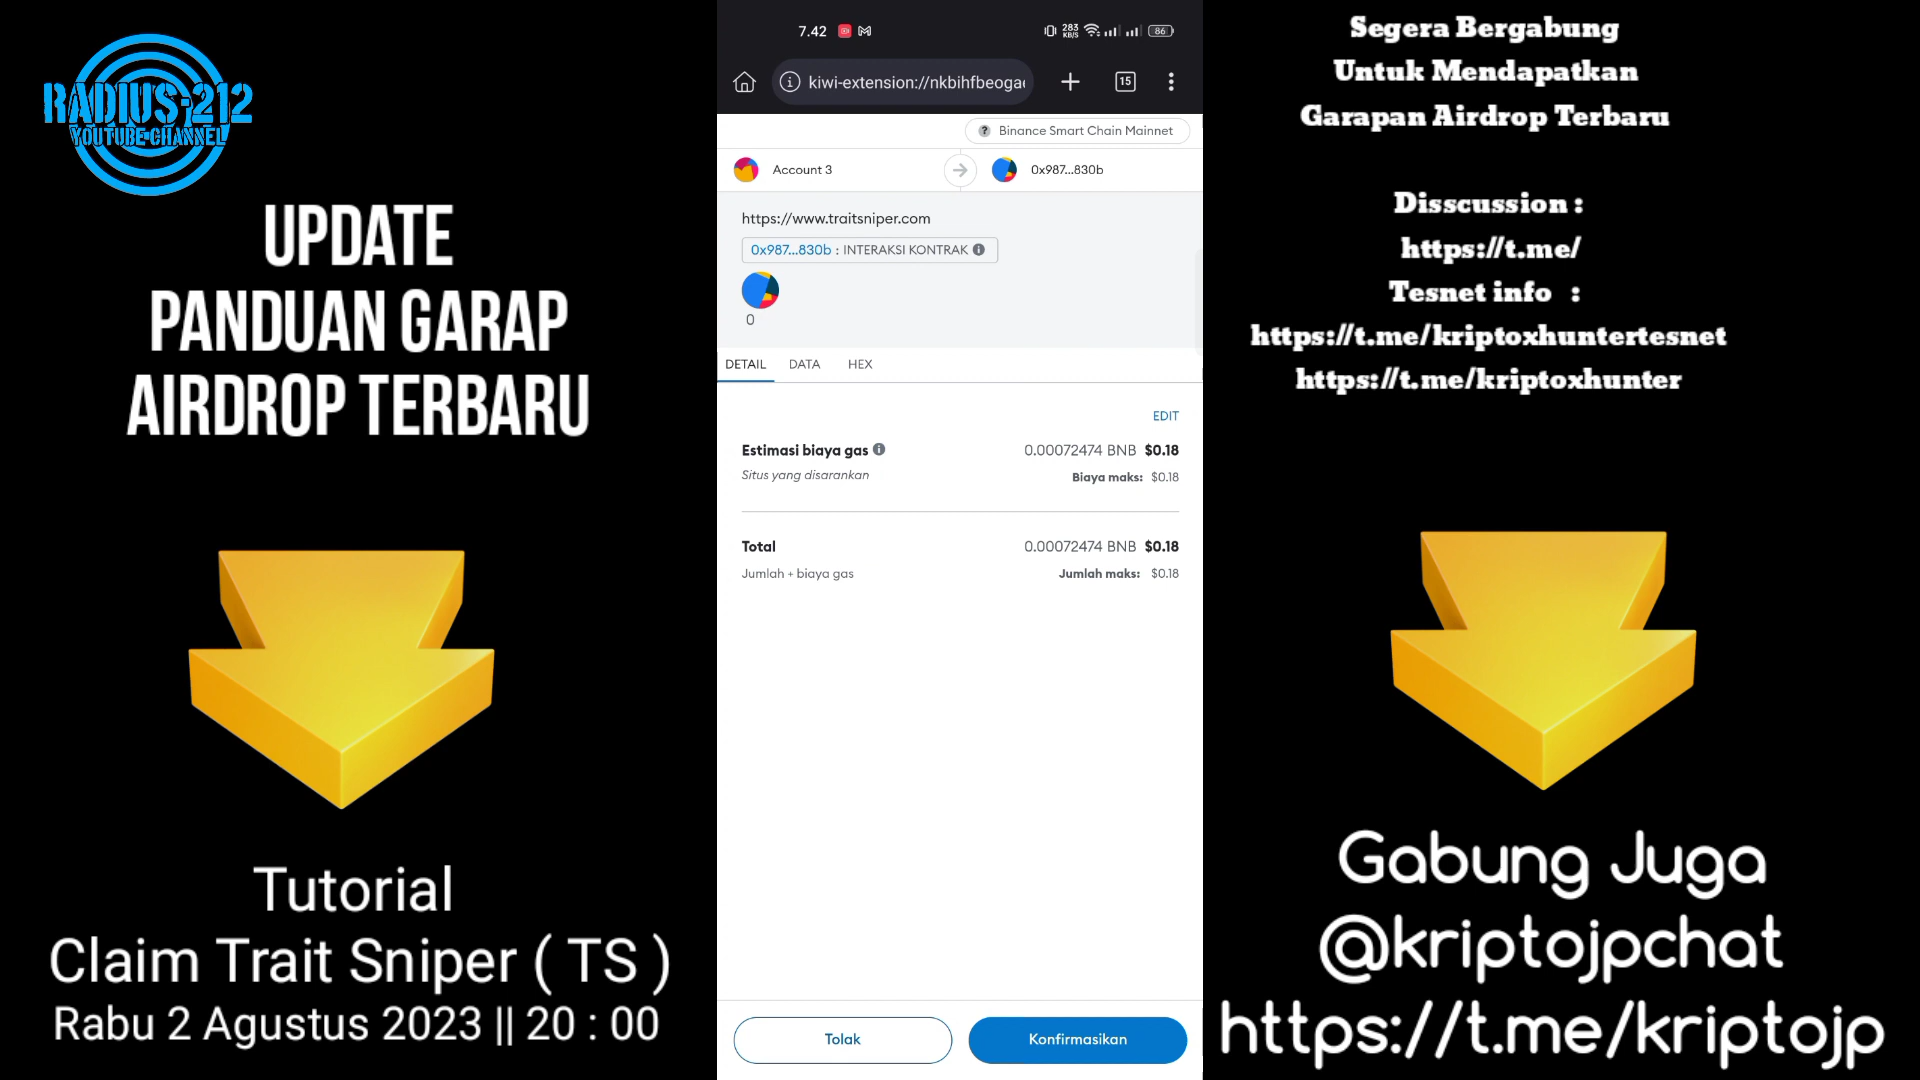 RADIUS-212
YOUTUBE CHANNEL
UPDATE
PANDUAN GARAP
AIRDROP TERBARU
Tutorial
Claim Trait Sniper ( TS )
Rabu 2 Agustus 2023 || 20 : 00
7.42
283 KB/S
86
kiwi-extension://nkbihfbeogae
15
Binance Smart Chain Mainnet
Account 3
0x987...830b
https://www.traitsniper.com
0x987...830b : INTERAKSI KONTRAK
0
DETAIL DATA HEX
EDIT
Estimasi biaya gas 0.00072474 BNB $0.18
Situs yang disarankan Biaya maks: $0.18
Total 0.00072474 BNB $0.18
Jumlah + biaya gas Jumlah maks: $0.18
Tolak Konfirmasikan
Segera Bergabung
Untuk Mendapatkan
Garapan Airdrop Terbaru
Disscussion :
https://t.me/
Tesnet info :
https://t.me/kriptoxhuntertesnet
https://t.me/kriptoxhunter
Gabung Juga
@kriptojpchat
https://t.me/kriptojp